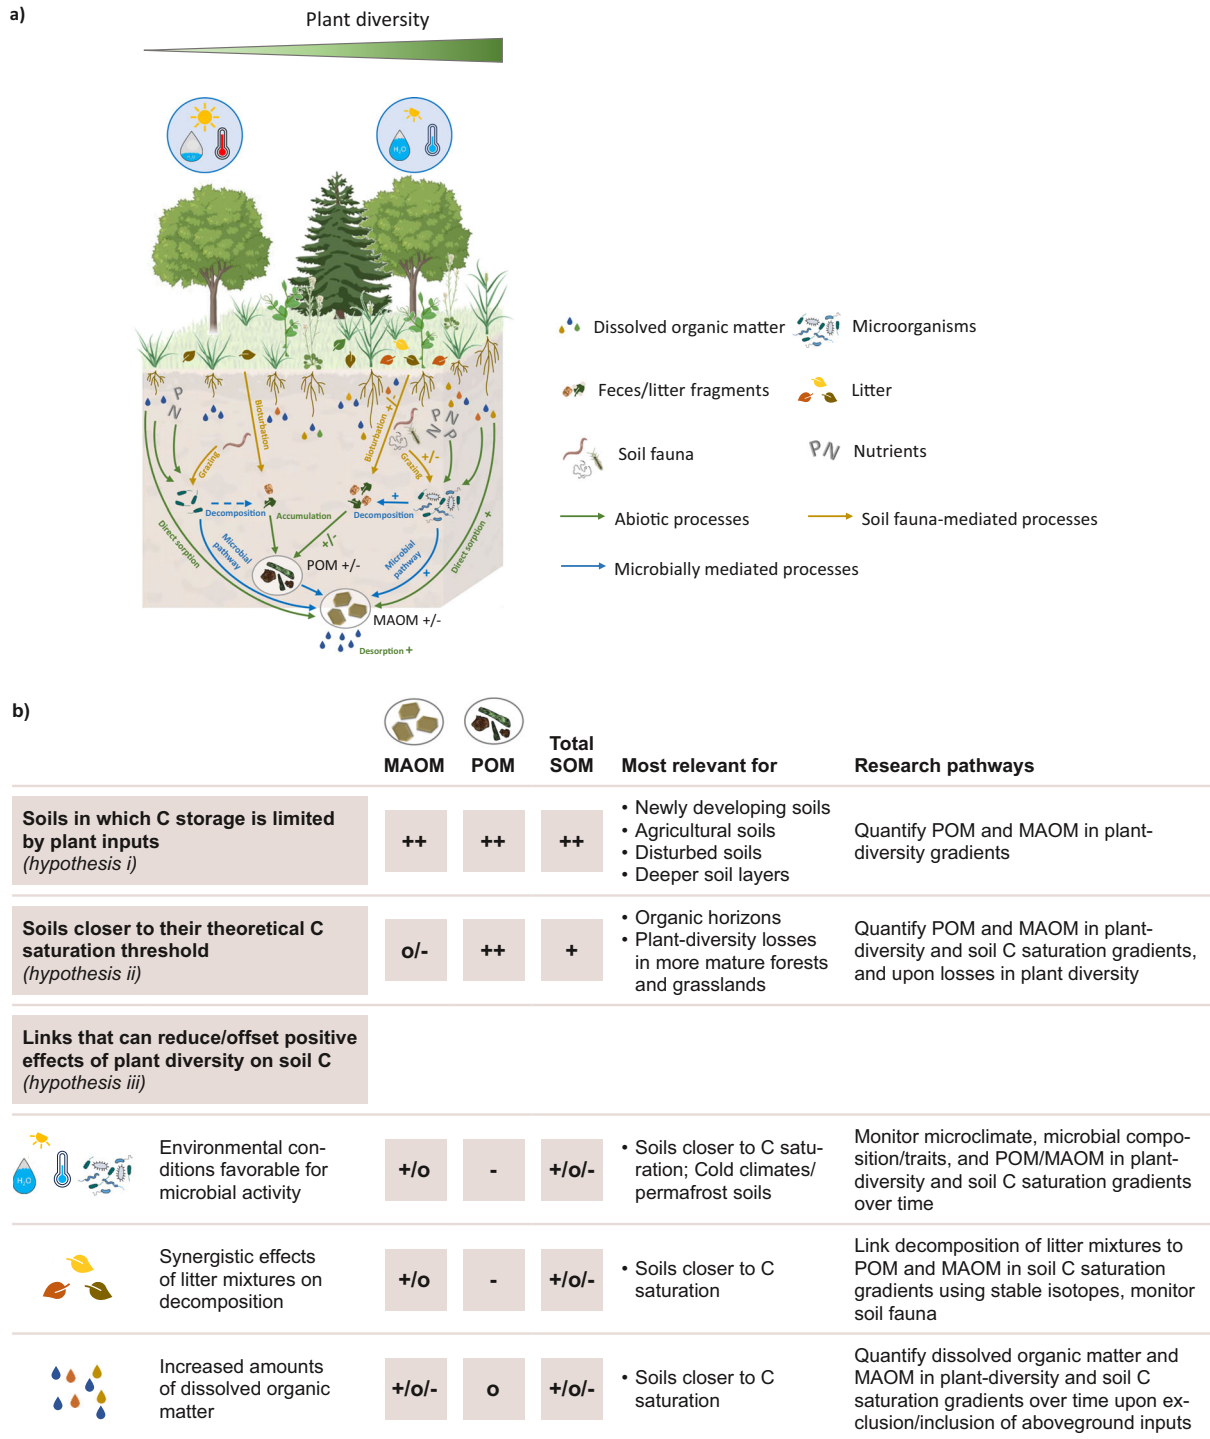 a)
Plant diversity
H₂O
H₂O
Dissolved organic matter
Microorganisms
Feces/litter fragments
Litter
Soil fauna
PN
Nutrients
Abiotic processes
Soil fauna-mediated processes
Microbially mediated processes
P
N
P
N
N
P
Bioturbation
Bioturbation +/-
Grazing
Grazing
+/-
Decomposition
Accumulation
+
Decomposition
+/-
Direct sorption
Microbial pathway
Microbial pathway
+
Direct sorption +
POM +/-
MAOM +/-
Desorption +
b)
MAOM
POM
Total
SOM
Most relevant for
Research pathways
Soils in which C storage is limited
by plant inputs
(hypothesis i)
++
++
++
• Newly developing soils
• Agricultural soils
• Disturbed soils
• Deeper soil layers
Quantify POM and MAOM in plant-
diversity gradients
Soils closer to their theoretical C
saturation threshold
(hypothesis ii)
o/-
++
+
• Organic horizons
• Plant-diversity losses
in more mature forests
and grasslands
Quantify POM and MAOM in plant-
diversity and soil C saturation gradients,
and upon losses in plant diversity
Links that can reduce/offset positive
effects of plant diversity on soil C
(hypothesis iii)
H₂O
Environmental con-
ditions favorable for
microbial activity
+/o
-
+/o/-
• Soils closer to C satu-
ration; Cold climates/
permafrost soils
Monitor microclimate, microbial compo-
sition/traits, and POM/MAOM in plant-
diversity and soil C saturation gradients
over time
Synergistic effects
of litter mixtures on
decomposition
+/o
-
+/o/-
• Soils closer to C
saturation
Link decomposition of litter mixtures to
POM and MAOM in soil C saturation
gradients using stable isotopes, monitor
soil fauna
Increased amounts
of dissolved organic
matter
+/o/-
o
+/o/-
• Soils closer to C
saturation
Quantify dissolved organic matter and
MAOM in plant-diversity and soil C
saturation gradients over time upon ex-
clusion/inclusion of aboveground inputs